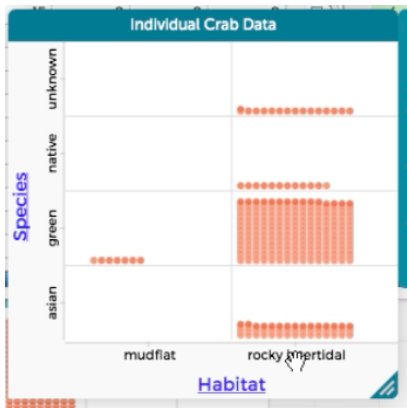 Individual Crab Data
unknown
native
green
asian
Species
mudflat
rocky intertidal
Habitat